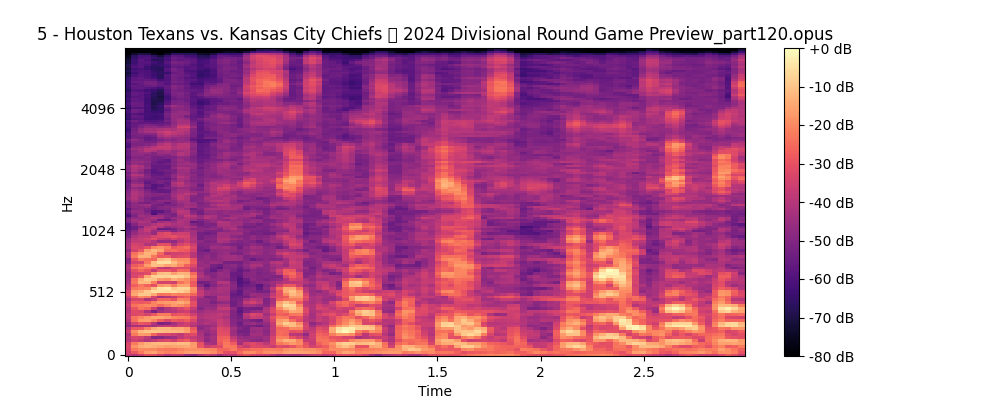 5 - Houston Texans vs. Kansas City Chiefs ▯ 2024 Divisional Round Game Preview_part120.opus
+0 dB
4096
-10 dB
-20 dB
2048
-30 dB
Hz
-40 dB
1024
-50 dB
512
-60 dB
-70 dB
0
-80 dB
0 0.5 1 1.5 2 2.5
Time